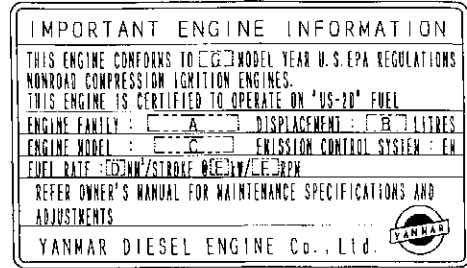 IMPORTANT ENGINE INFORMATION
THIS ENGINE CONFORMS TO [G] MODEL YEAR U.S.EPA REGULATIONS
NONROAD COMPRESSION IGNITION ENGINES.
THIS ENGINE IS CERTIFIED TO OPERATE ON "US-2D" FUEL
ENGINE FAMILY : [A] DISPLACEMENT : [B] LITRES
ENGINE MODEL : [C] EMISSION CONTROL SYSTEM : EM
FUEL RATE : [D] MM³/STROKE @ [E] kW/ [F] RPM
REFER OWNER'S MANUAL FOR MAINTENANCE SPECIFICATIONS AND
ADJUSTMENTS
YANMAR DIESEL ENGINE Co., Ltd. YANMAR